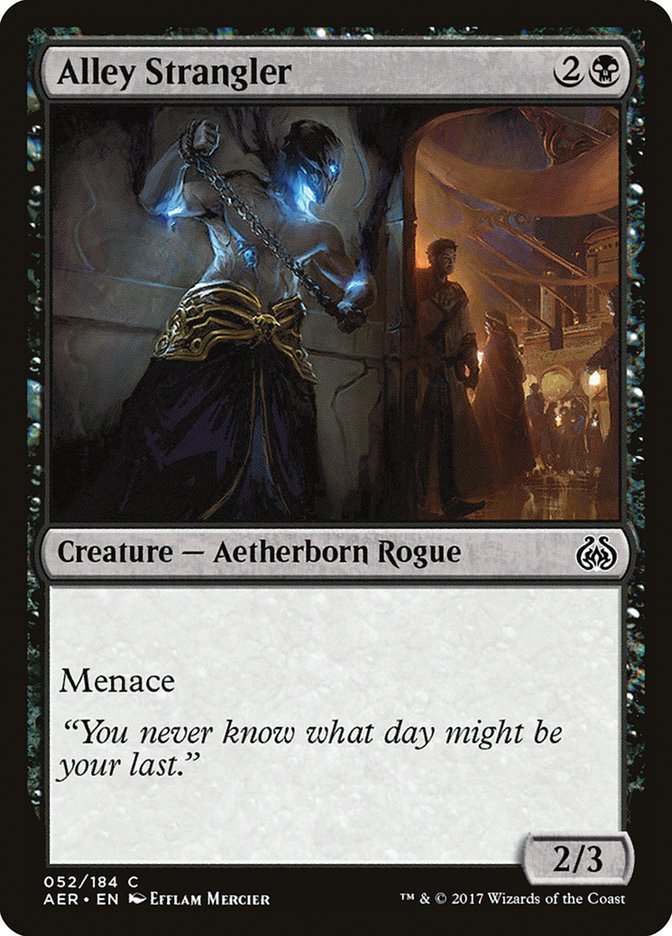 Alley Strangler 2
Creature — Aetherborn Rogue
Menace
“You never know what day might be
your last.”
2/3
052/184 C
AER • EN Efflam Mercier
™ & © 2017 Wizards of the Coast